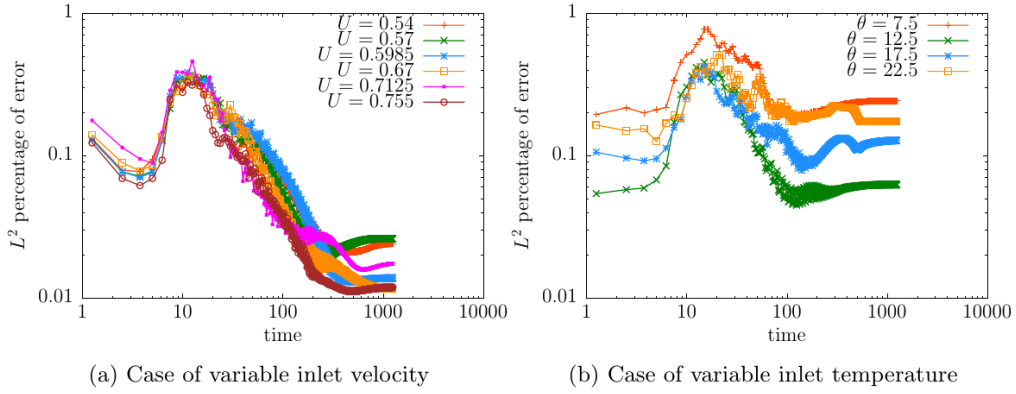 1
0.1
0.01
1
10
100
1000
10000
L² percentage of error
time
U = 0.54
U = 0.57
U = 0.5985
U = 0.67
U = 0.7125
U = 0.755
(a) Case of variable inlet velocity
1
0.1
0.01
1
10
100
1000
10000
L² percentage of error
time
θ = 7.5
θ = 12.5
θ = 17.5
θ = 22.5
(b) Case of variable inlet temperature